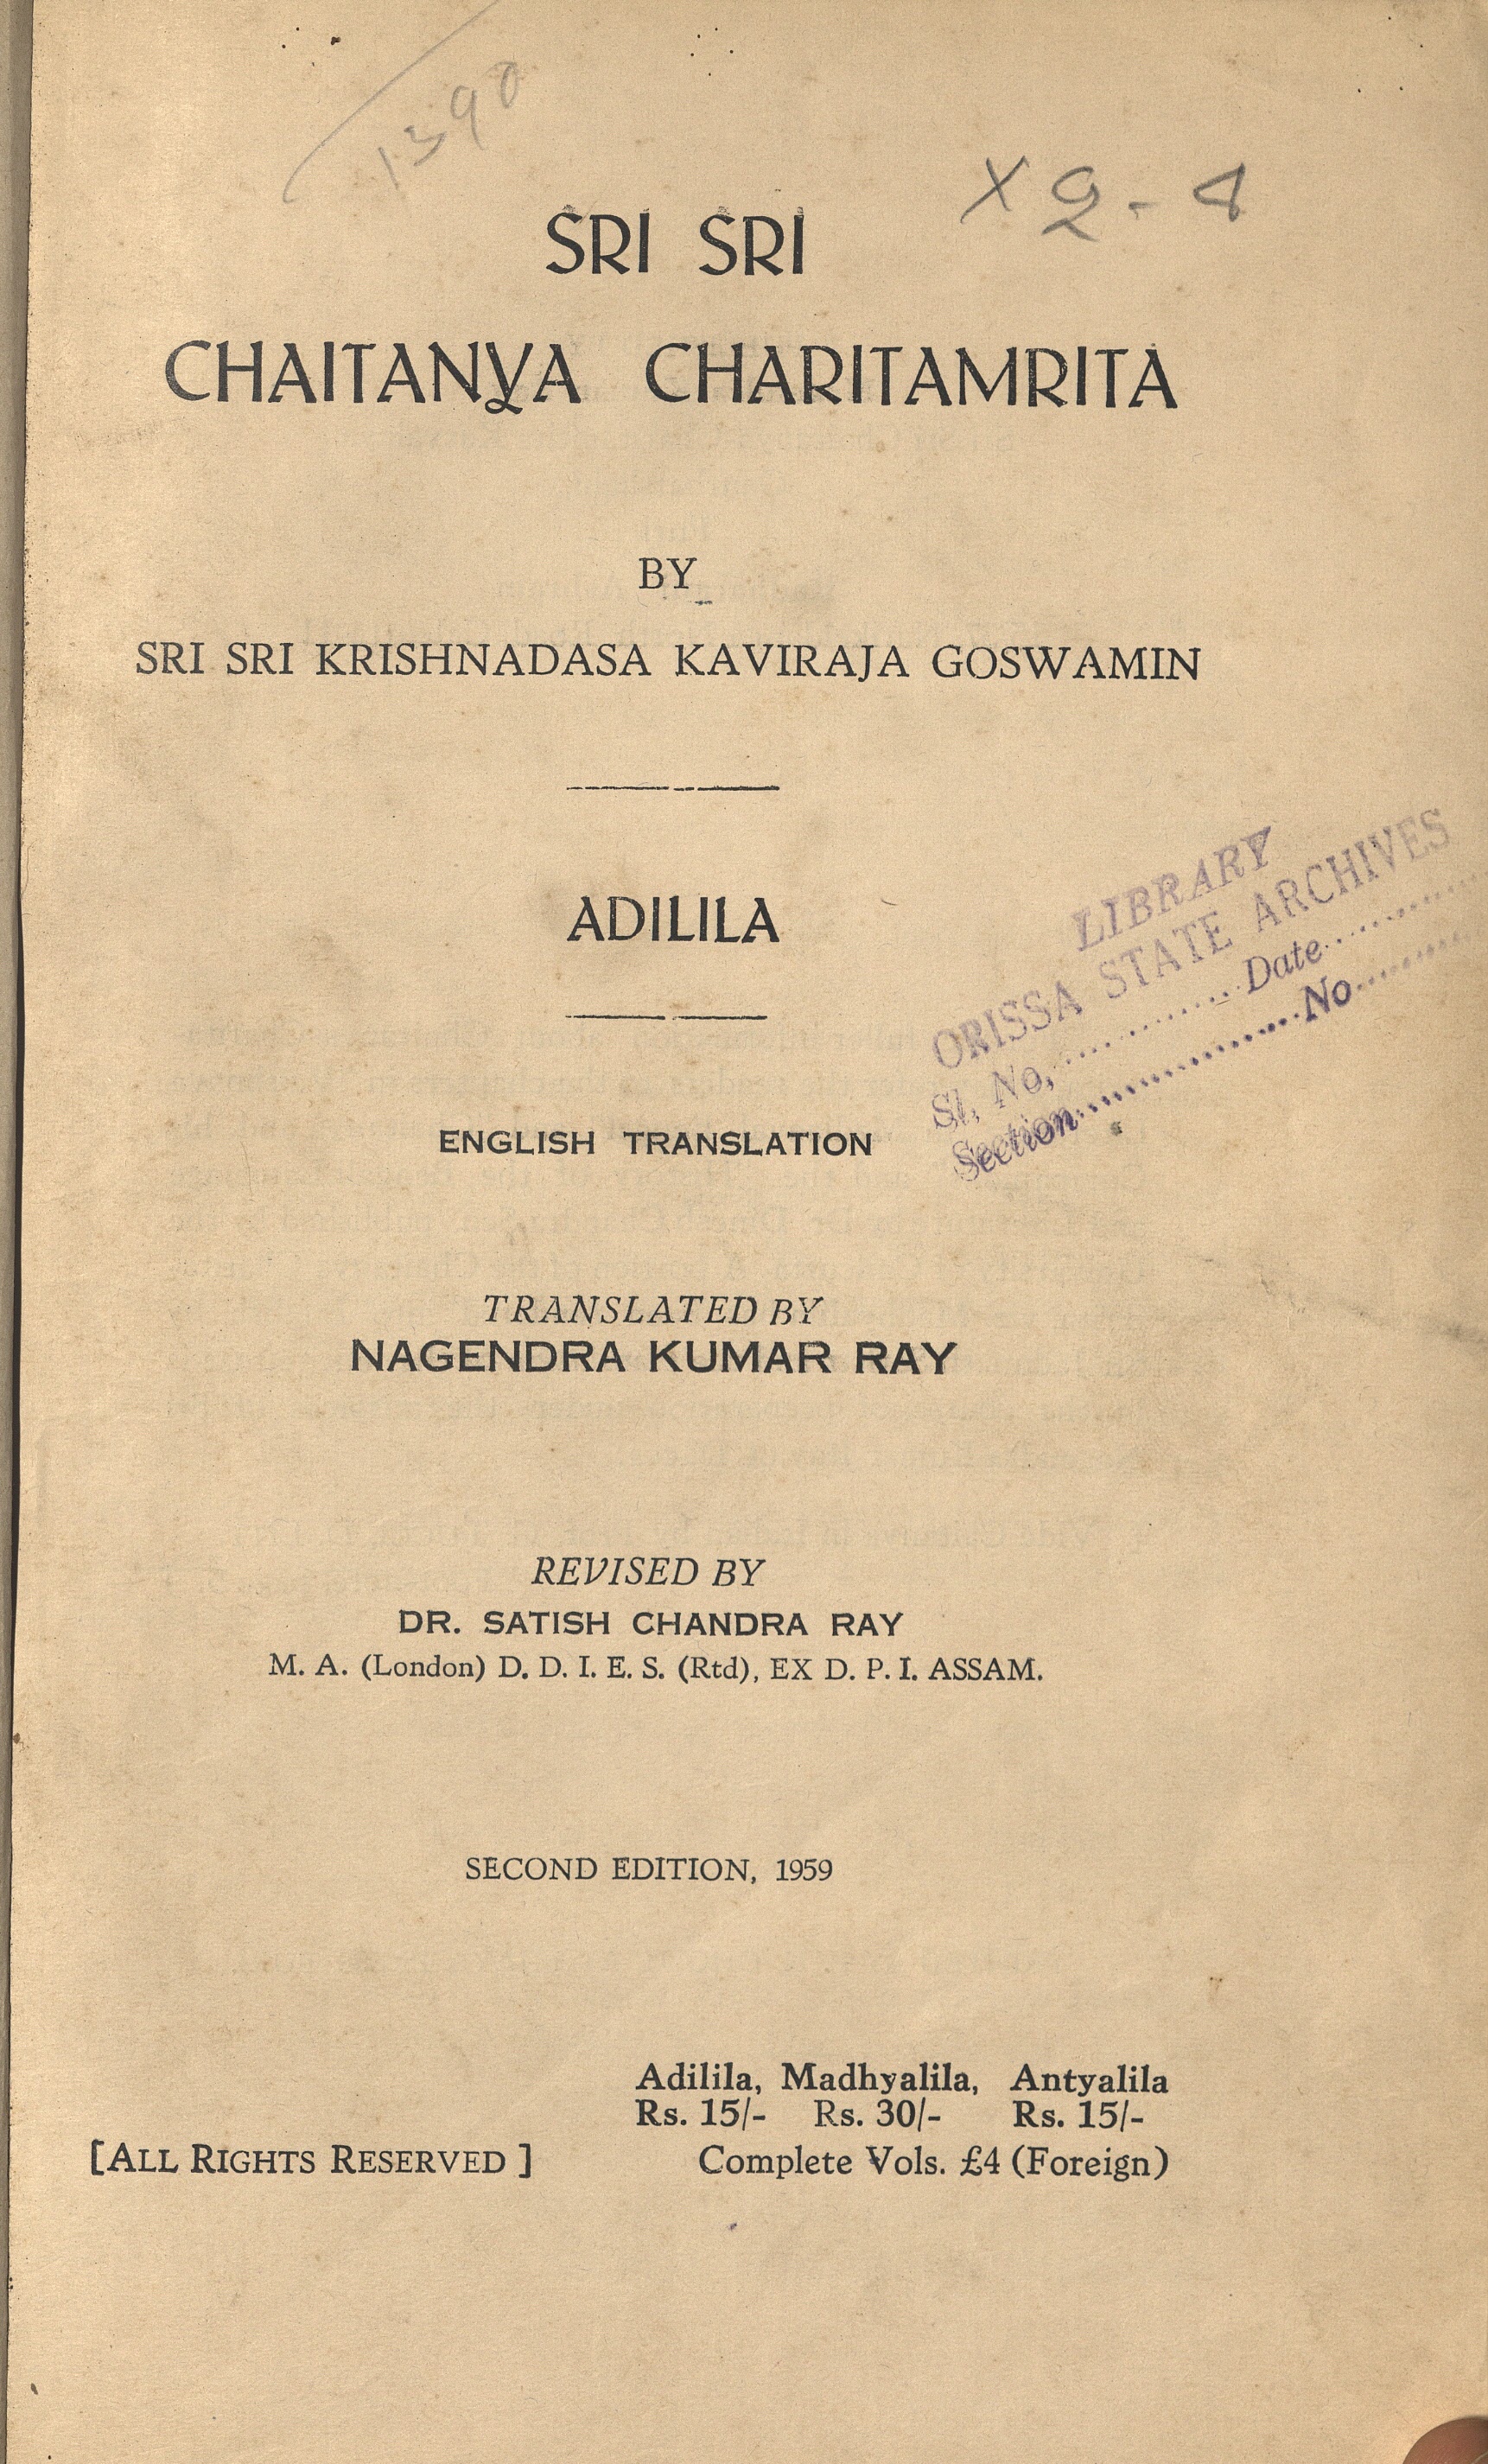 1390
X 2-4
SRI SRI
CHAITANYA CHARITAMRITA
BY
SRI SRI KRISHNADASA KAVIRAJA GOSWAMIN
ADILILA
LIBRARY
ORISSA STATE ARCHIVES
Sl. No,..............Date..............
Section....................No..............
ENGLISH TRANSLATION
TRANSLATED BY
NAGENDRA KUMAR RAY
REVISED BY
DR. SATISH CHANDRA RAY
M. A. (London) D. D. I. E. S. (Rtd), EX D. P. I. ASSAM.
SECOND EDITION, 1959
Adilila, Madhyalila, Antyalila
Rs. 15/- Rs. 30/- Rs. 15/-
[ALL RIGHTS RESERVED ] Complete Vols. £4 (Foreign)